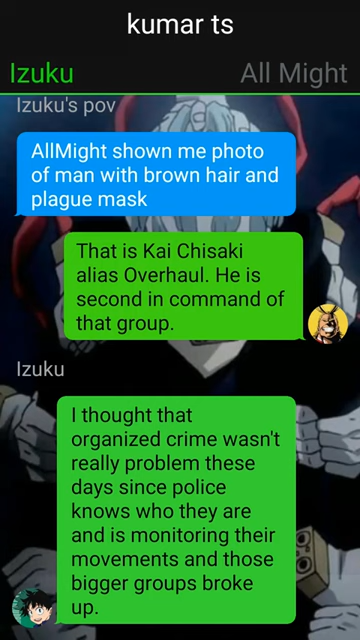 kumar ts
Izuku All Might
Izuku's pov
AllMight shown me photo
of man with brown hair and
plague mask
That is Kai Chisaki
alias Overhaul. He is
second in command of
that group.
Izuku
I thought that
organized crime wasn't
really problem these
days since police
knows who they are
and is monitoring their
movements and those
bigger groups broke
up.